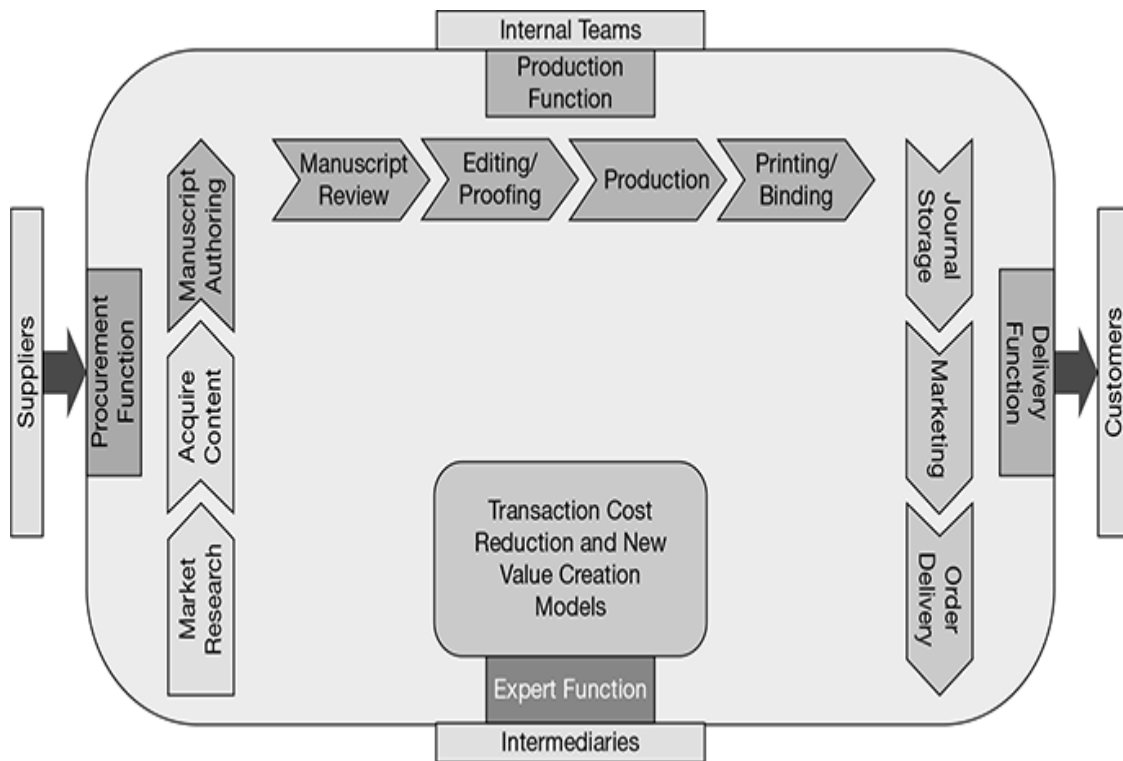 Internal Teams
Production
Function
Manuscript
Review
Editing/
Proofing
Production
Printing/
Binding
Suppliers
Procurement
Function
Manuscript
Authoring
Acquire
Content
Market
Research
Journal
Storage
Marketing
Order
Delivery
Delivery
Function
Customers
Transaction Cost
Reduction and New
Value Creation
Models
Expert Function
Intermediaries